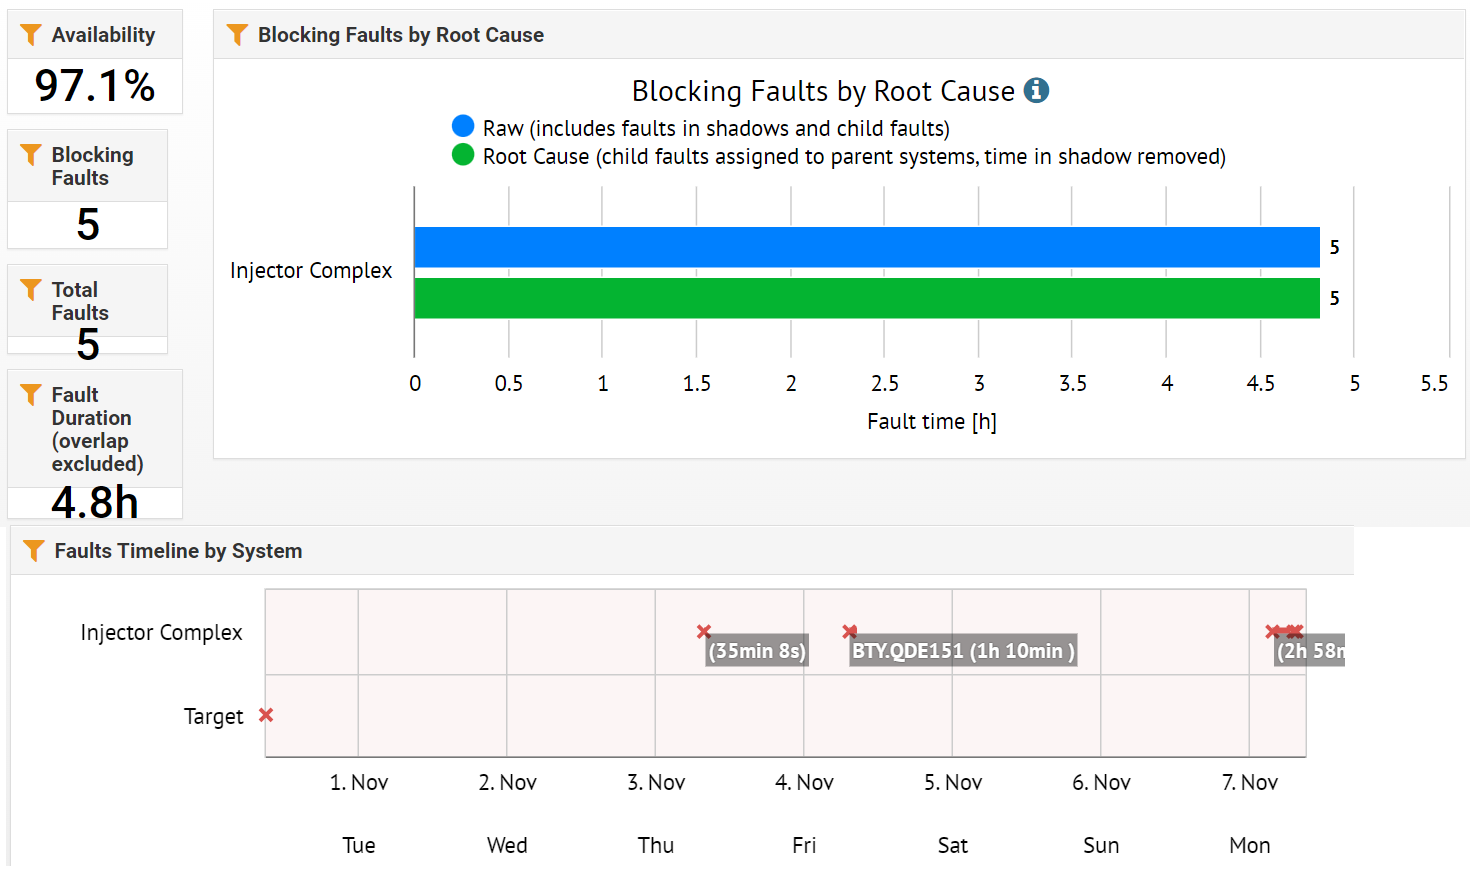 Availability
97.1%
Blocking
Faults
5
Total
Faults
5
Fault
Duration
(overlap
excluded)
4.8h
Blocking Faults by Root Cause
Blocking Faults by Root Cause
Raw (includes faults in shadows and child faults)
Root Cause (child faults assigned to parent systems, time in shadow removed)
Injector Complex
5
5
0 0.5 1 1.5 2 2.5 3 3.5 4 4.5 5 5.5
Fault time [h]
Faults Timeline by System
Injector Complex
(35min 8s)
BTY.QDE151 (1h 10min )
(2h 58
Target
1. Nov 2. Nov 3. Nov 4. Nov 5. Nov 6. Nov 7. Nov
Tue Wed Thu Fri Sat Sun Mon